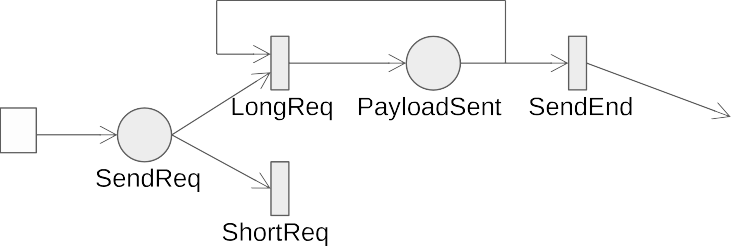 LongReq
PayloadSent
SendEnd
SendReq
ShortReq